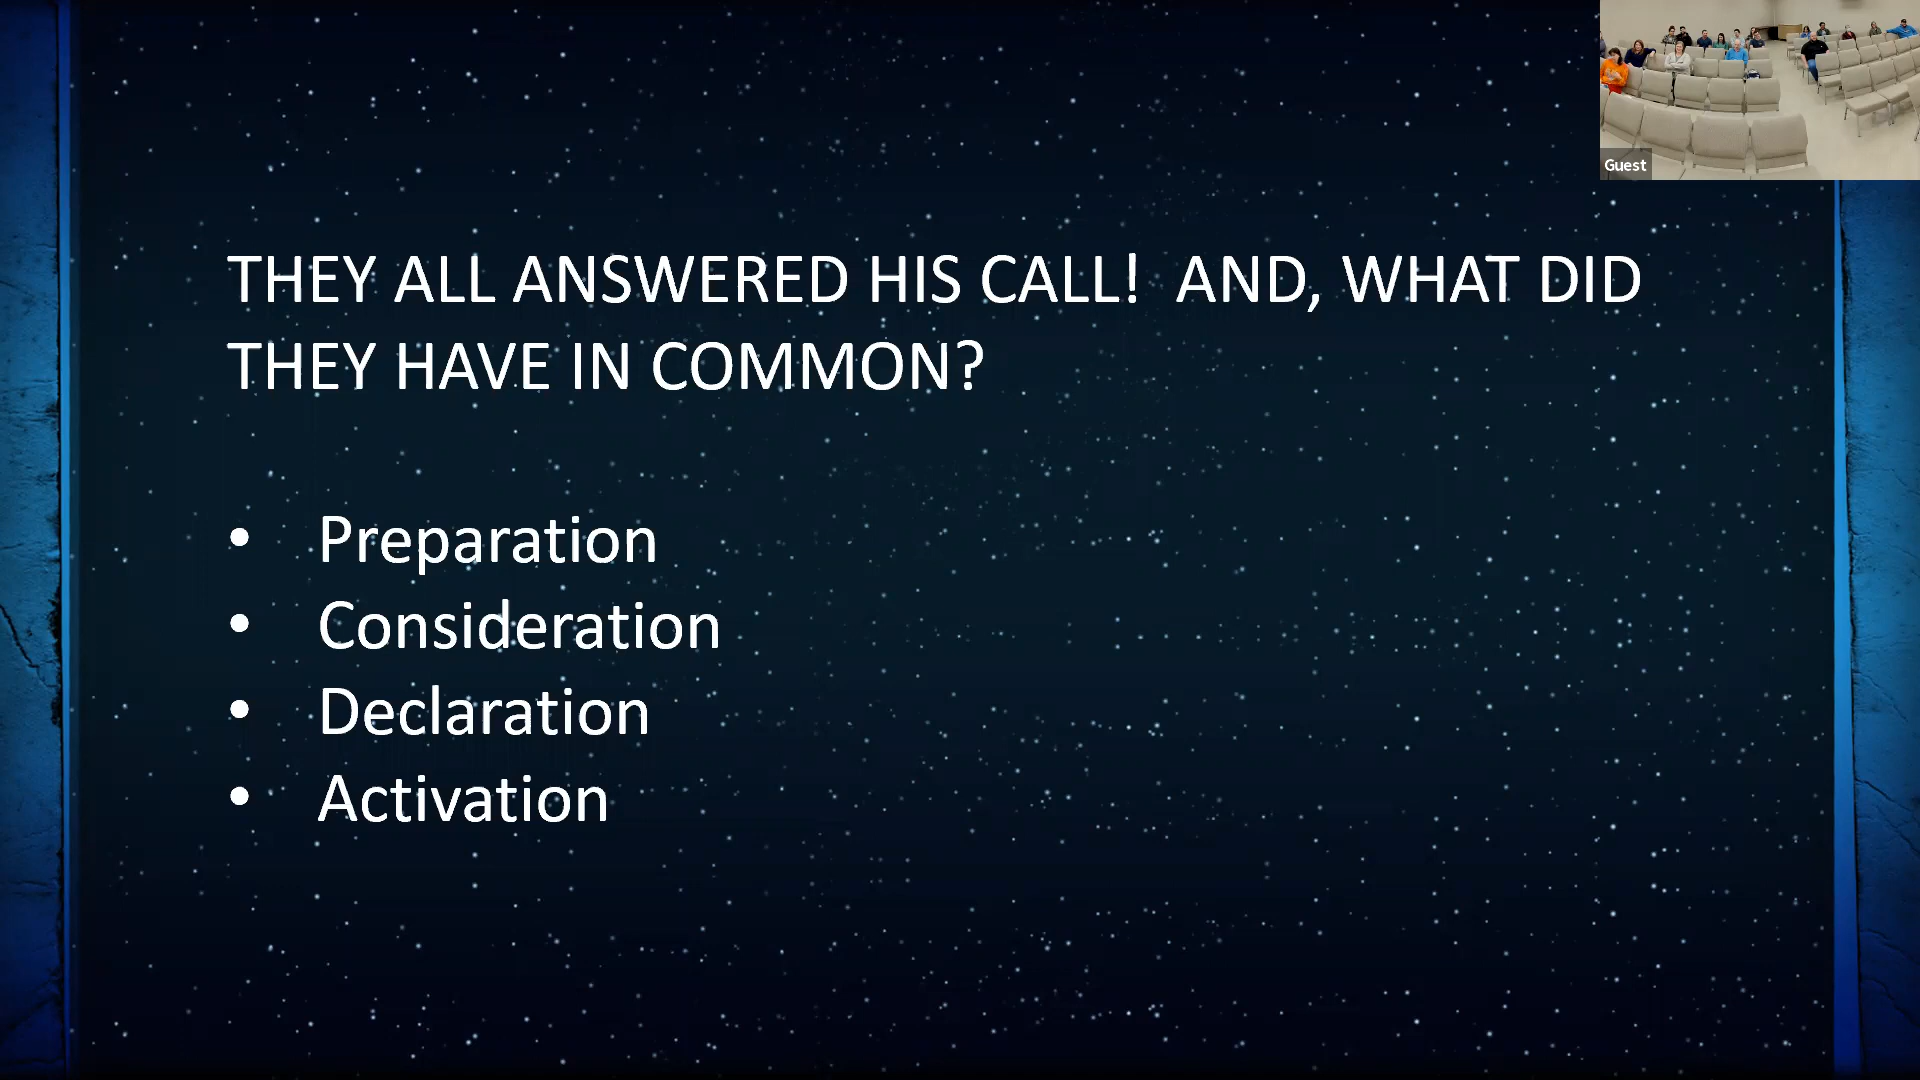 THEY ALL ANSWERED HIS CALL!  AND, WHAT DID
THEY HAVE IN COMMON?
• Preparation
• Consideration
• Declaration
• Activation
Guest